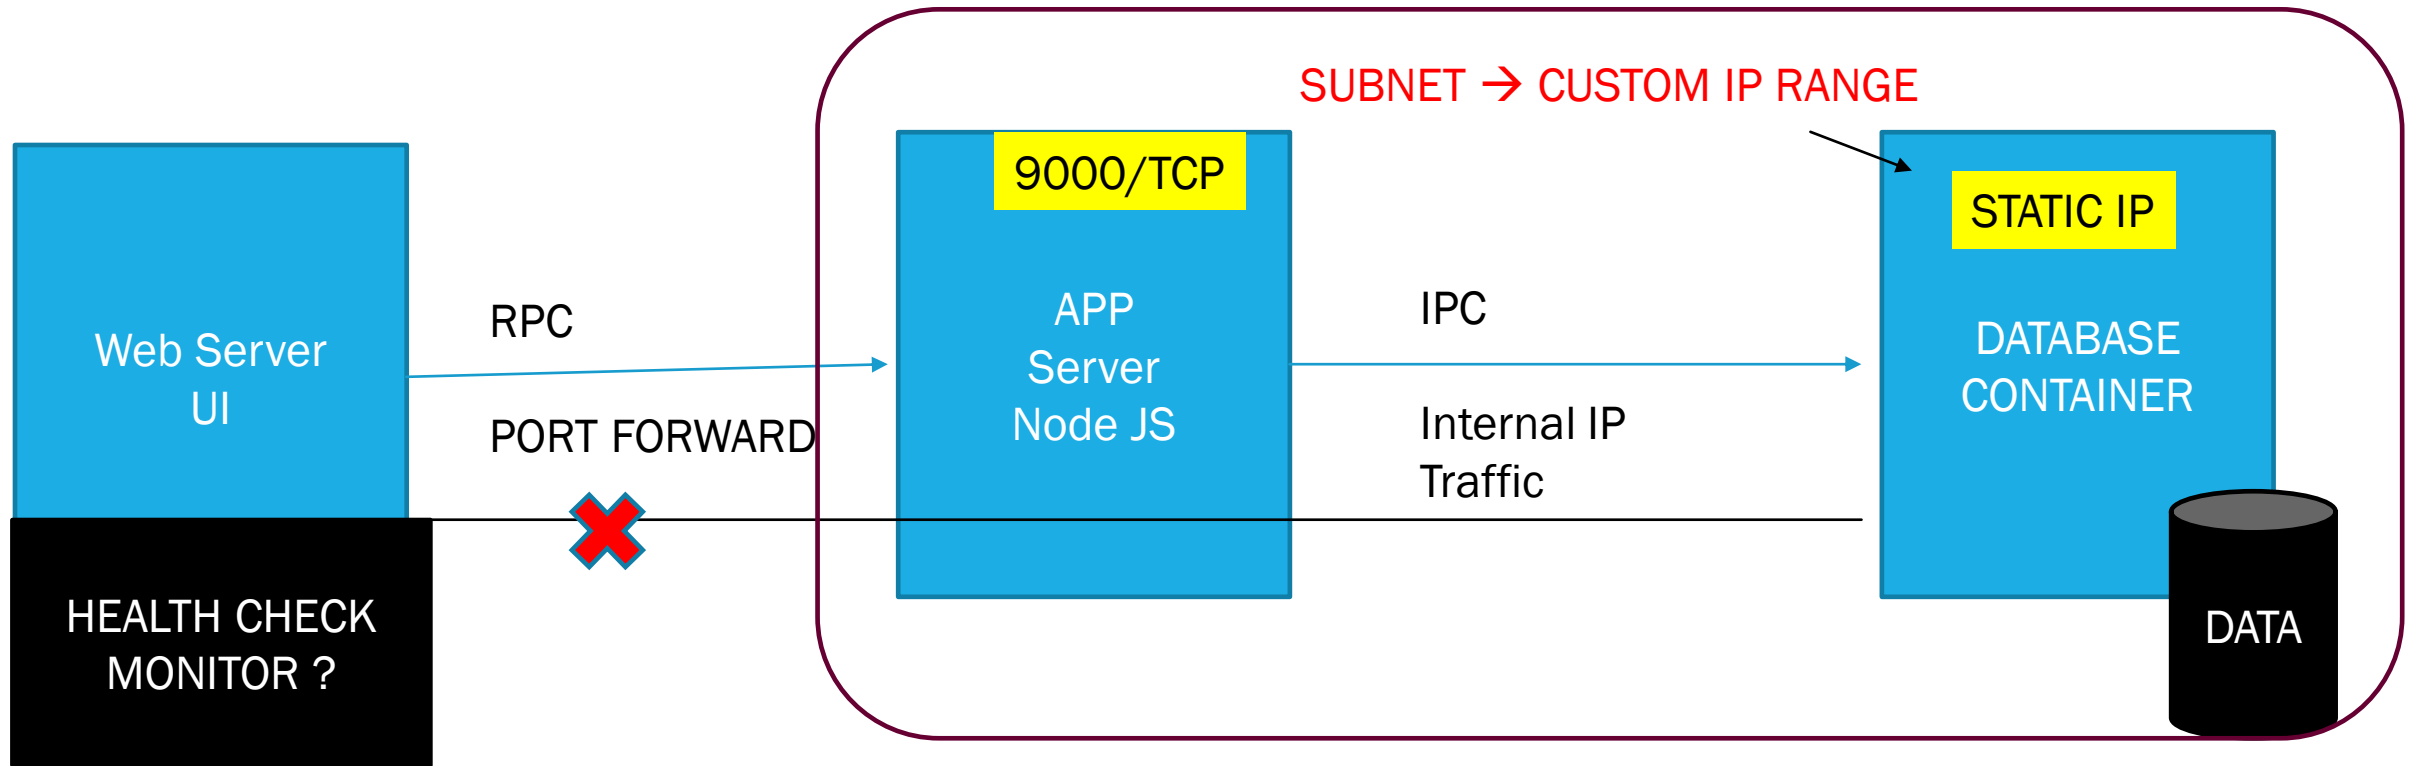 SUBNET → CUSTOM IP RANGE
Web Server
UI
HEALTH CHECK
MONITOR ?
RPC
PORT FORWARD
9000/TCP
APP
Server
Node JS
IPC
Internal IP
Traffic
STATIC IP
DATABASE
CONTAINER
DATA